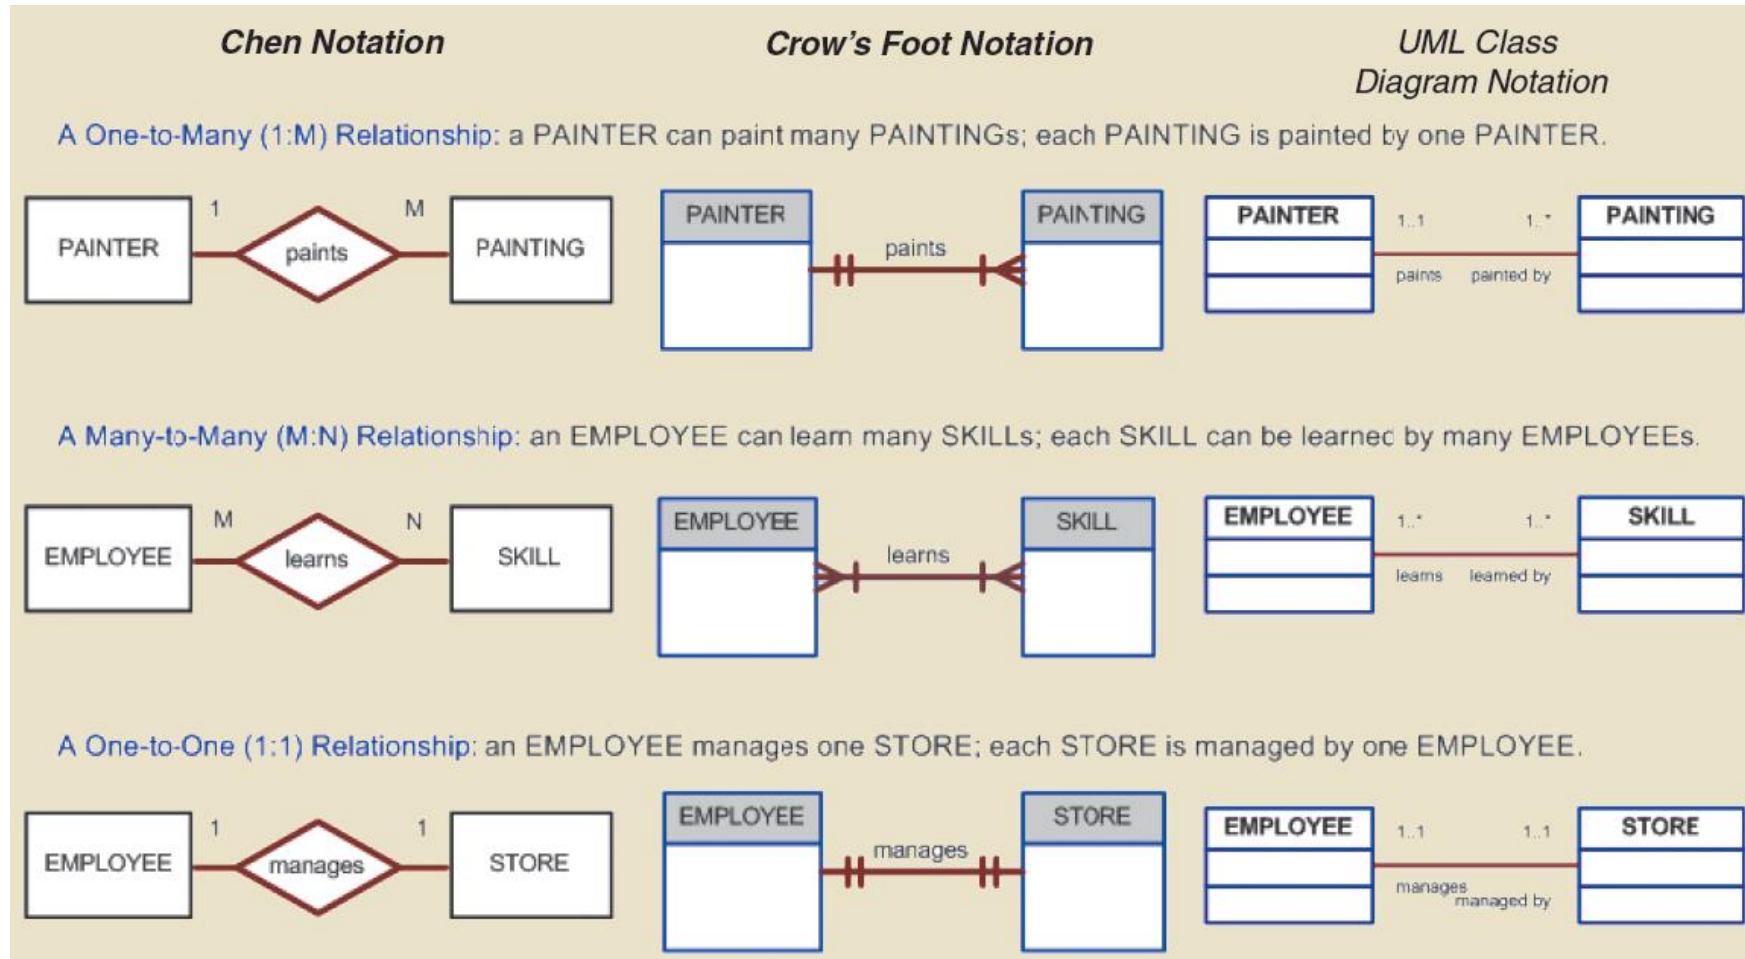 Chen Notation
Crow's Foot Notation
UML Class
Diagram Notation
A One-to-Many (1:M) Relationship: a PAINTER can paint many PAINTINGs; each PAINTING is painted by one PAINTER.
PAINTER
1
paints
M
PAINTING
PAINTER
paints
PAINTING
PAINTER
1..1
1..*
paints
painted by
PAINTING
A Many-to-Many (M:N) Relationship: an EMPLOYEE can learn many SKILLs; each SKILL can be learned by many EMPLOYEEs.
EMPLOYEE
M
learns
N
SKILL
EMPLOYEE
learns
SKILL
EMPLOYEE
1..*
1..*
learns
learned by
SKILL
A One-to-One (1:1) Relationship: an EMPLOYEE manages one STORE; each STORE is managed by one EMPLOYEE.
EMPLOYEE
1
manages
1
STORE
EMPLOYEE
manages
STORE
EMPLOYEE
1..1
1..1
manages
managed by
STORE